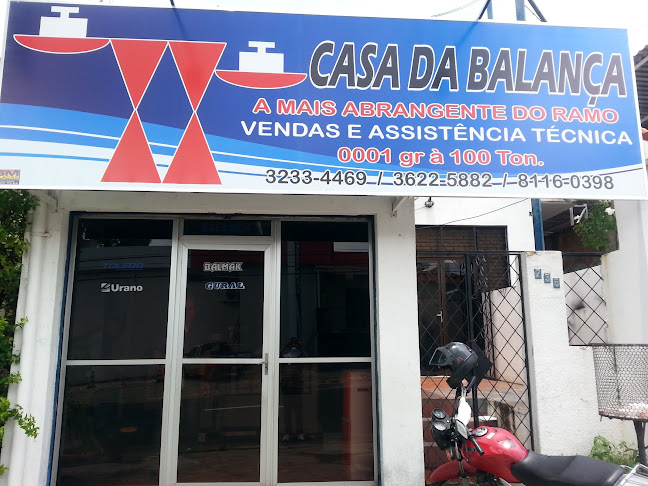 CASA DA BALANÇA
A MAIS ABRANGENTE DO RAMO
VENDAS E ASSISTÊNCIA TÉCNICA
0001 gr à 100 Ton.
3233-4469 / 3622-5882 / 8116-0398
TOLEDO
BALMAK
Urano
GURAL